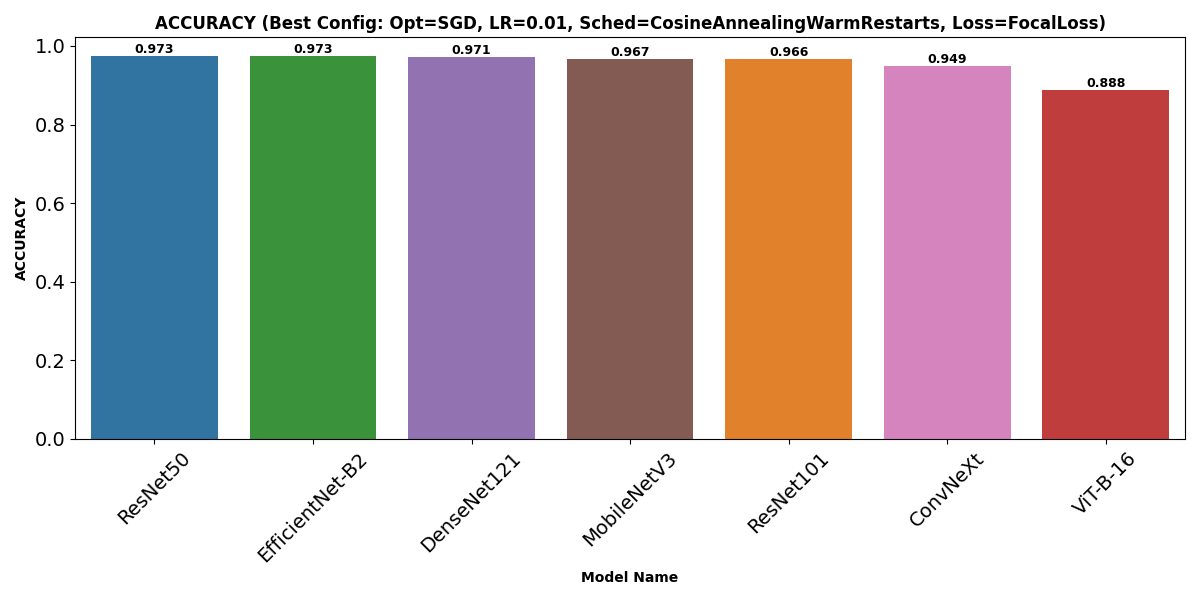 ACCURACY (Best Config: Opt=SGD, LR=0.01, Sched=CosineAnnealingWarmRestarts, Loss=FocalLoss)
ACCURACY
1.0
0.8
0.6
0.4
0.2
0.0
0.973
0.973
0.971
0.967
0.966
0.949
0.888
ResNet50
EfficientNet-B2
DenseNet121
MobileNetV3
ResNet101
ConvNeXt
ViT-B-16
Model Name